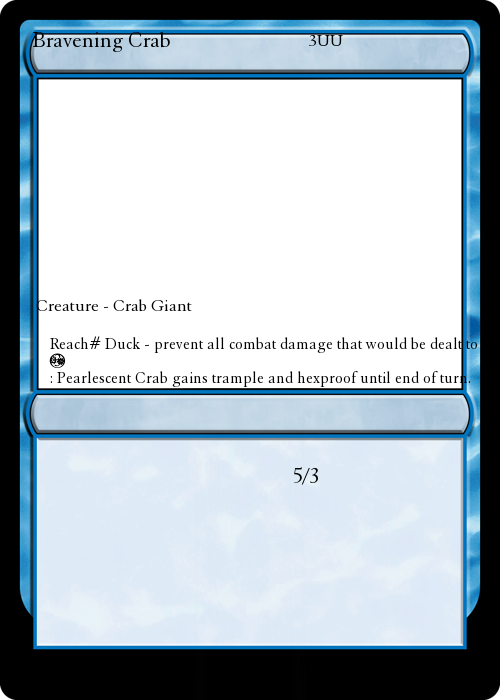 Bravening Crab 3UU
Creature - Crab Giant
Reach# Duck - prevent all combat damage that would be dealt to
: Pearlescent Crab gains trample and hexproof until end of turn.
5/3